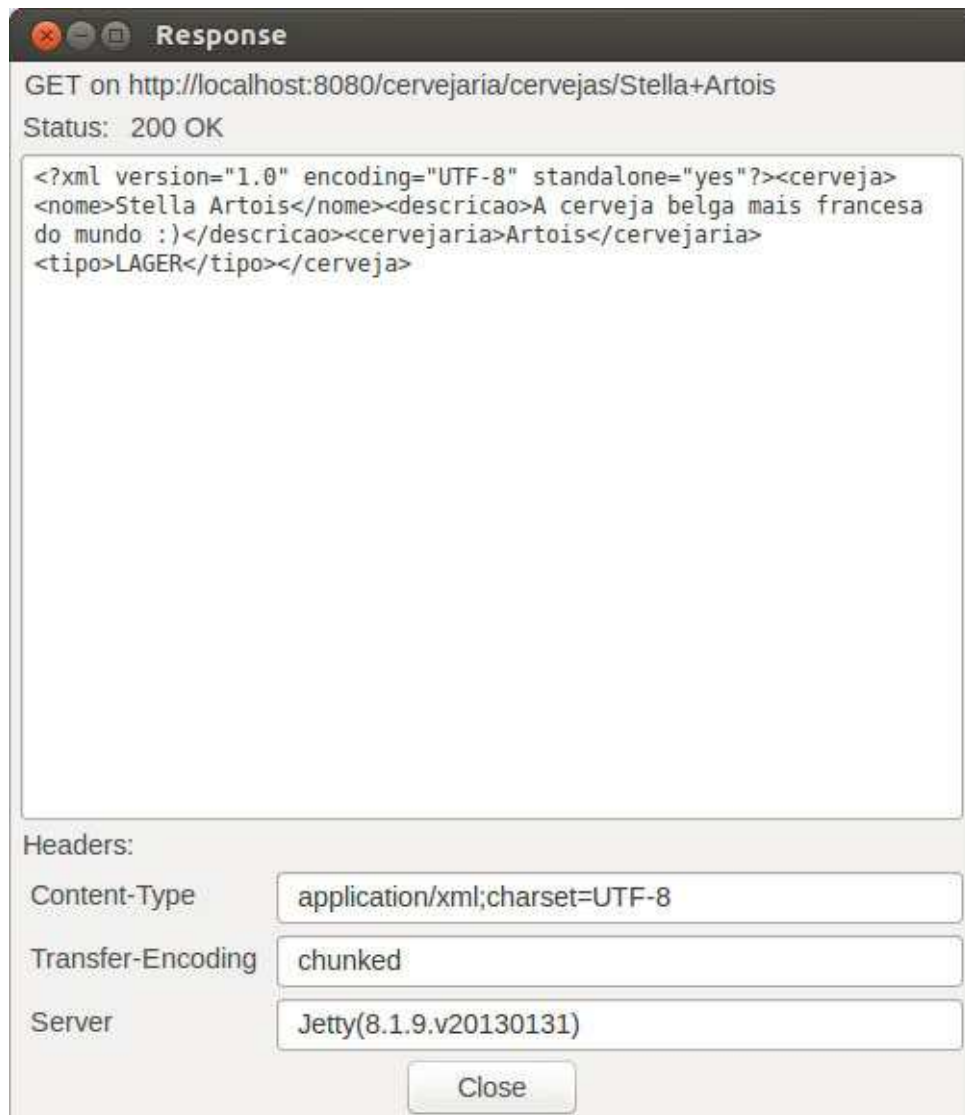 Response
GET on http://localhost:8080/cervejaria/cervejas/Stella+Artois
Status: 200 OK
<?xml version="1.0" encoding="UTF-8" standalone="yes"?><cerveja>
<nome>Stella Artois</nome><descricao>A cerveja belga mais francesa
do mundo :)</descricao><cervejaria>Artois</cervejaria>
<tipo>LAGER</tipo></cerveja>
Headers:
Content-Type application/xml;charset=UTF-8
Transfer-Encoding chunked
Server Jetty(8.1.9.v20130131)
Close